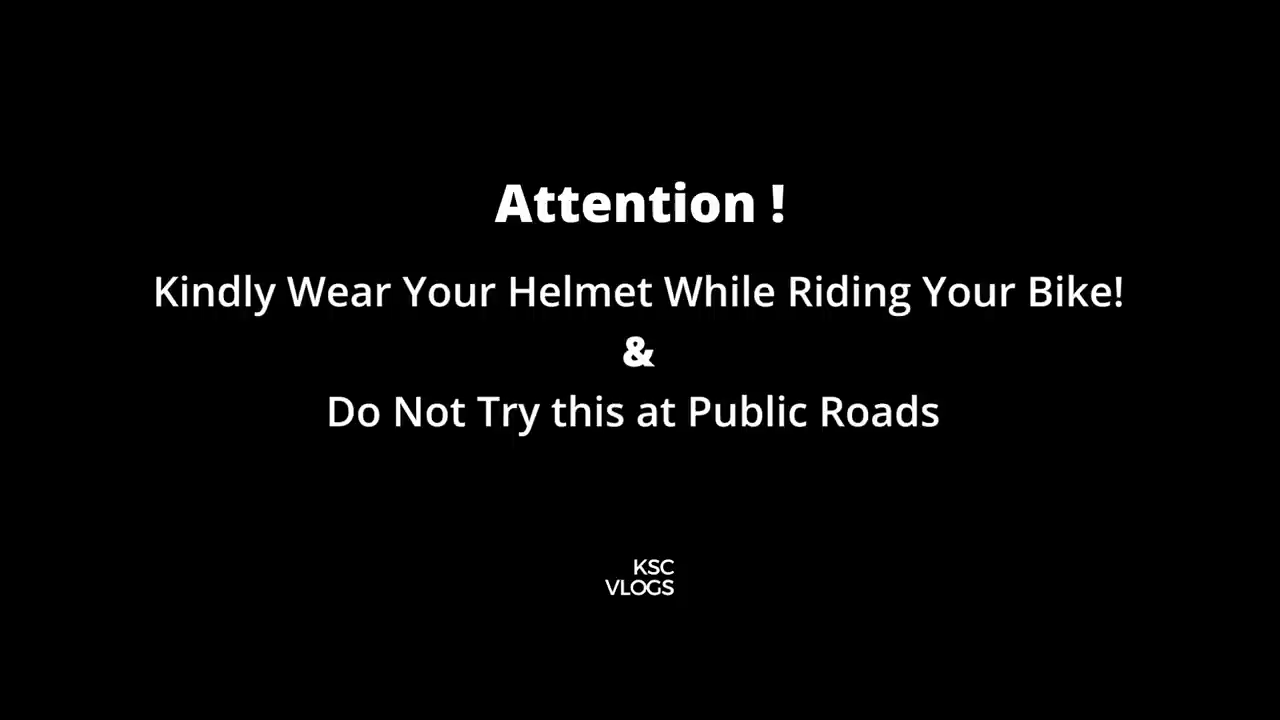 Attention !
Kindly Wear Your Helmet While Riding Your Bike!
&
Do Not Try this at Public Roads
KSC
VLOGS